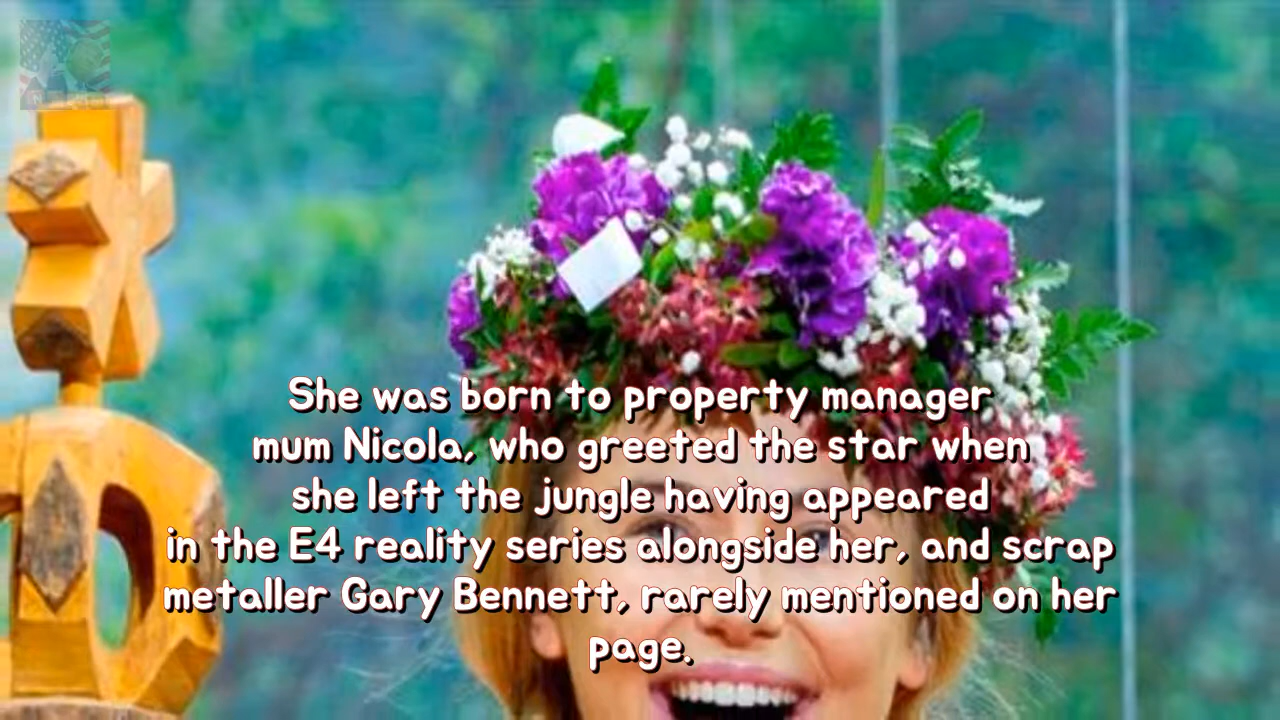 She was born to property manager
mum Nicola, who greeted the star when
she left the jungle having appeared
in the E4 reality series alongside her, and scrap
metaller Gary Bennett, rarely mentioned on her
page.